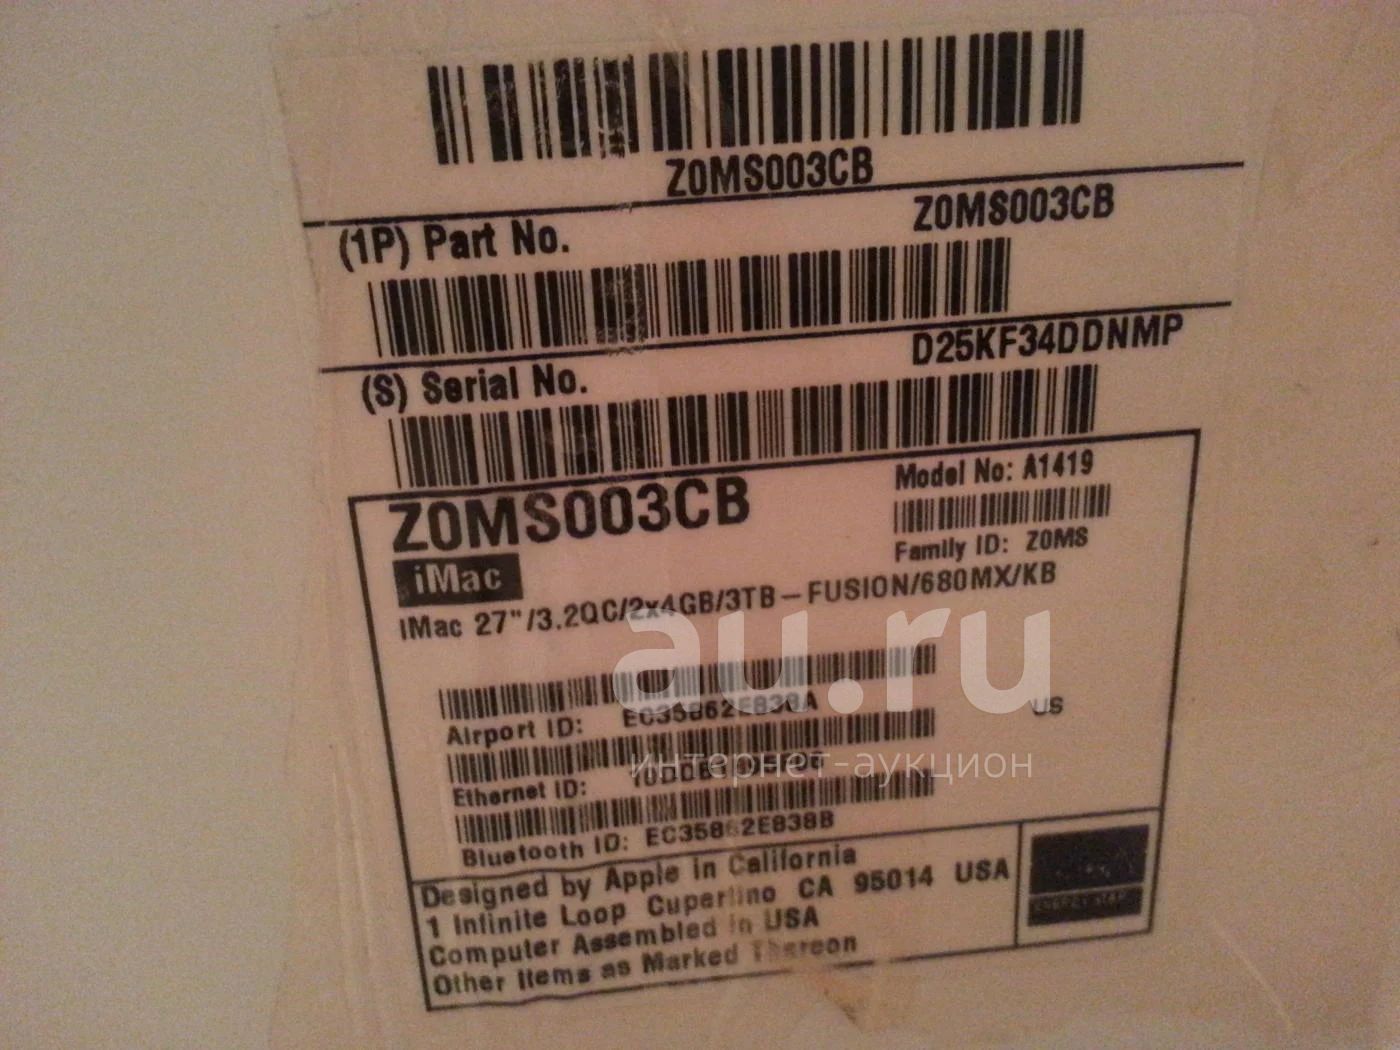 Z0MS003CB
(1P) Part No. Z0MS003CB
(S) Serial No. D25KF34DDNMP
Z0MS003CB
Model No: A1419
Family ID: Z0MS
iMac
iMac 27"/3.2QC/2x4GB/3TB-FUSION/680MX/KB
au.ru
интернет-аукцион
Airport ID: EC35862E838A
US
Ethernet ID:
Bluetooth ID: EC35862E838B
Designed by Apple in California
1 Infinite Loop Cupertino CA 95014 USA
Computer Assembled in USA
Other Items as Marked Thereon
ENERGY STAR